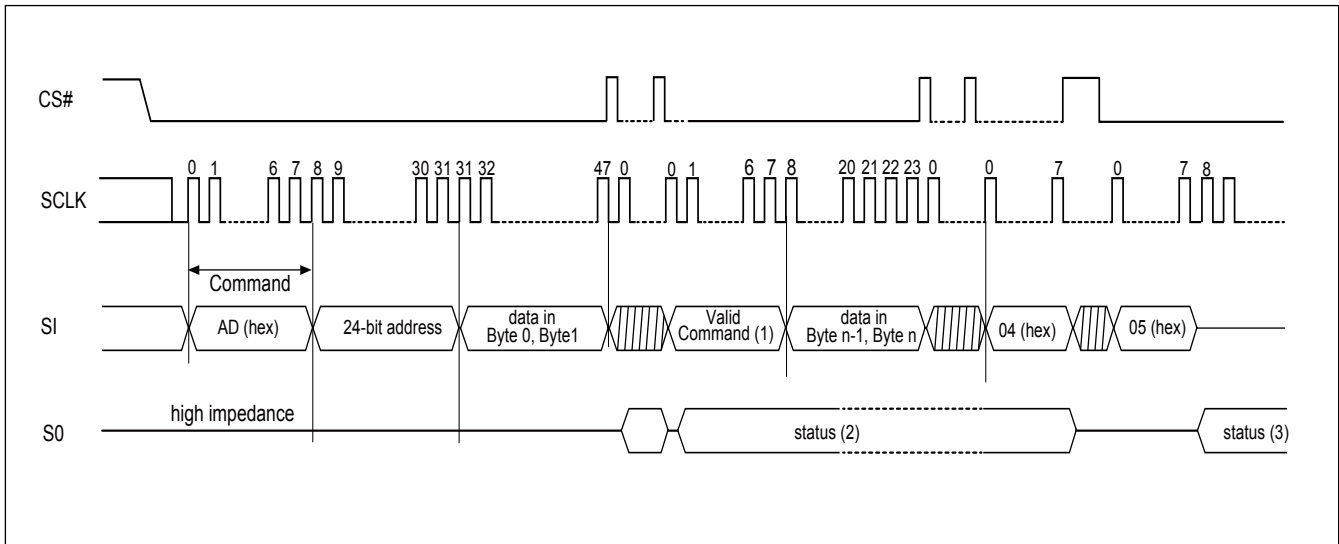 CS#
0 1 6 7 8 9 30 31 31 32 47 0 0 1 6 7 8 20 21 22 23 0 0 7 0 7 8
SCLK
Command
SI
AD (hex)
24-bit address
data in
Byte 0, Byte1
Valid
Command (1)
data in
Byte n-1, Byte n
04 (hex)
05 (hex)
high impedance
S0
status (2)
status (3)